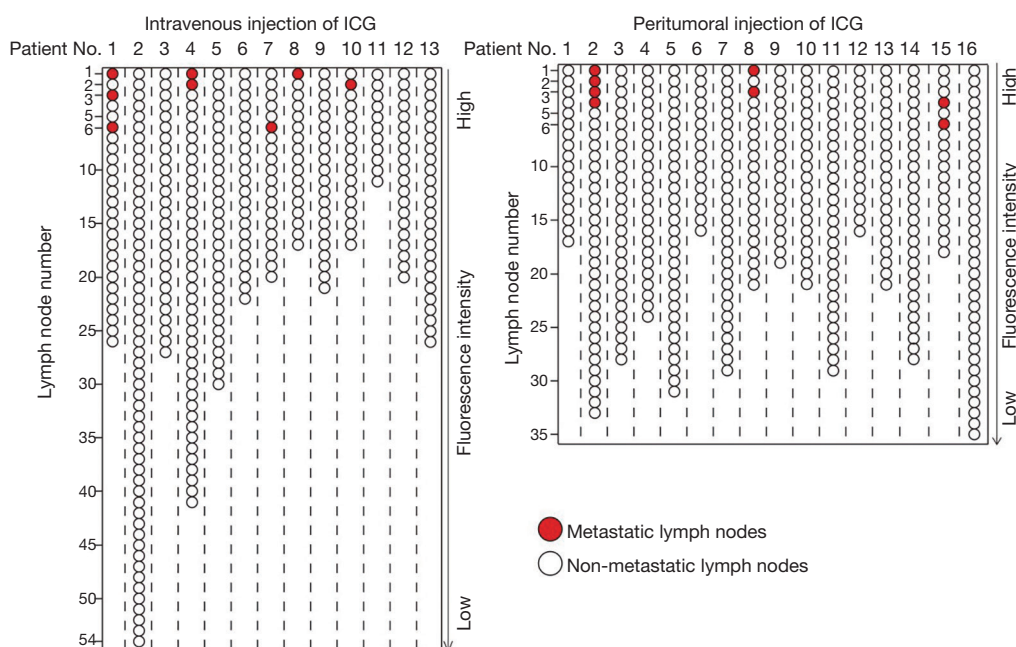 Intravenous injection of ICG
Patient No. 1 2 3 4 5 6 7 8 9 10 11 12 13
1
3
5
6
10
15
20
25
30
35
40
45
50
54
Lymph node number
High
Fluorescence intensity
Low
Peritumoral injection of ICG
Patient No. 1 2 3 4 5 6 7 8 9 10 11 12 13 14 15 16
1
3
5
6
10
15
20
25
30
35
Lymph node number
High
Fluorescence intensity
Low
Metastatic lymph nodes
Non-metastatic lymph nodes